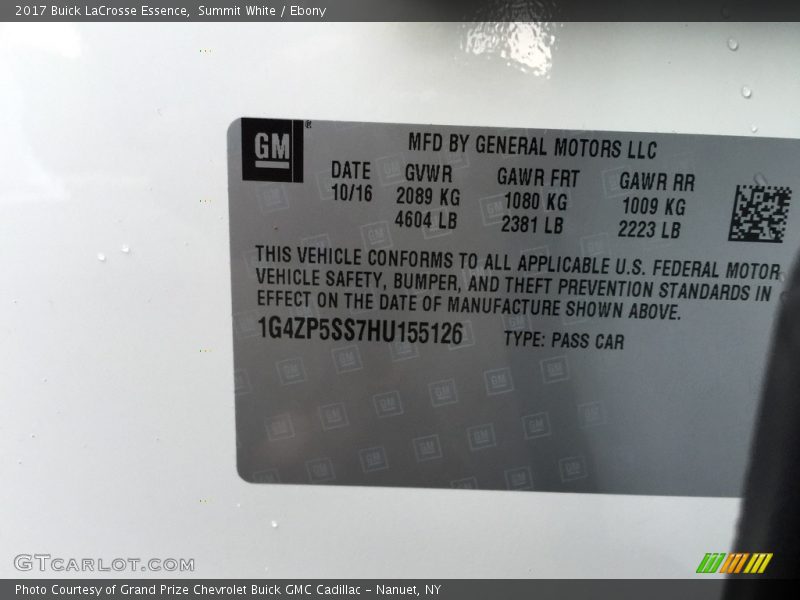 2017 Buick LaCrosse Essence, Summit White / Ebony
GM ®
MFD BY GENERAL MOTORS LLC
DATE GVWR GAWR FRT GAWR RR
10/16 2089 KG 1080 KG 1009 KG
4604 LB 2381 LB 2223 LB
THIS VEHICLE CONFORMS TO ALL APPLICABLE U.S. FEDERAL MOTOR
VEHICLE SAFETY, BUMPER, AND THEFT PREVENTION STANDARDS IN
EFFECT ON THE DATE OF MANUFACTURE SHOWN ABOVE.
1G4ZP5SS7HU155126 TYPE: PASS CAR
GTCARLOT.COM
Photo Courtesy of Grand Prize Chevrolet Buick GMC Cadillac – Nanuet, NY